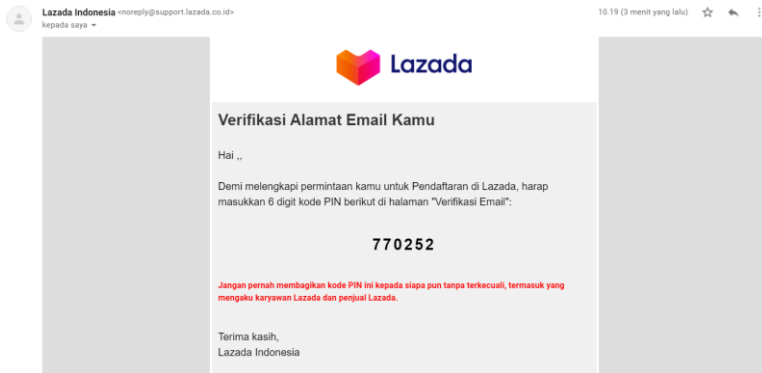 Lazada Indonesia <noreply@support.lazada.co.id>
10.19 (3 menit yang lalu)
kepada saya
Lazada
Verifikasi Alamat Email Kamu
Hai ,,
Demi melengkapi permintaan kamu untuk Pendaftaran di Lazada, harap
masukkan 6 digit kode PIN berikut di halaman "Verifikasi Email":
770252
Jangan pernah membagikan kode PIN ini kepada siapa pun tanpa terkecuali, termasuk yang
mengaku karyawan Lazada dan penjual Lazada.
Terima kasih,
Lazada Indonesia